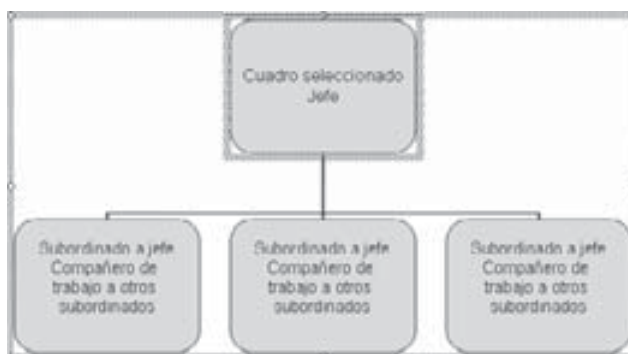 Cuadro seleccionado
Jefe
Subordinado a jefe
Compañero de
trabajo a otros
subordinados
Subordinado a jefe
Compañero de
trabajo a otros
subordinados
Subordinado a jefe
Compañero de
trabajo a otros
subordinados